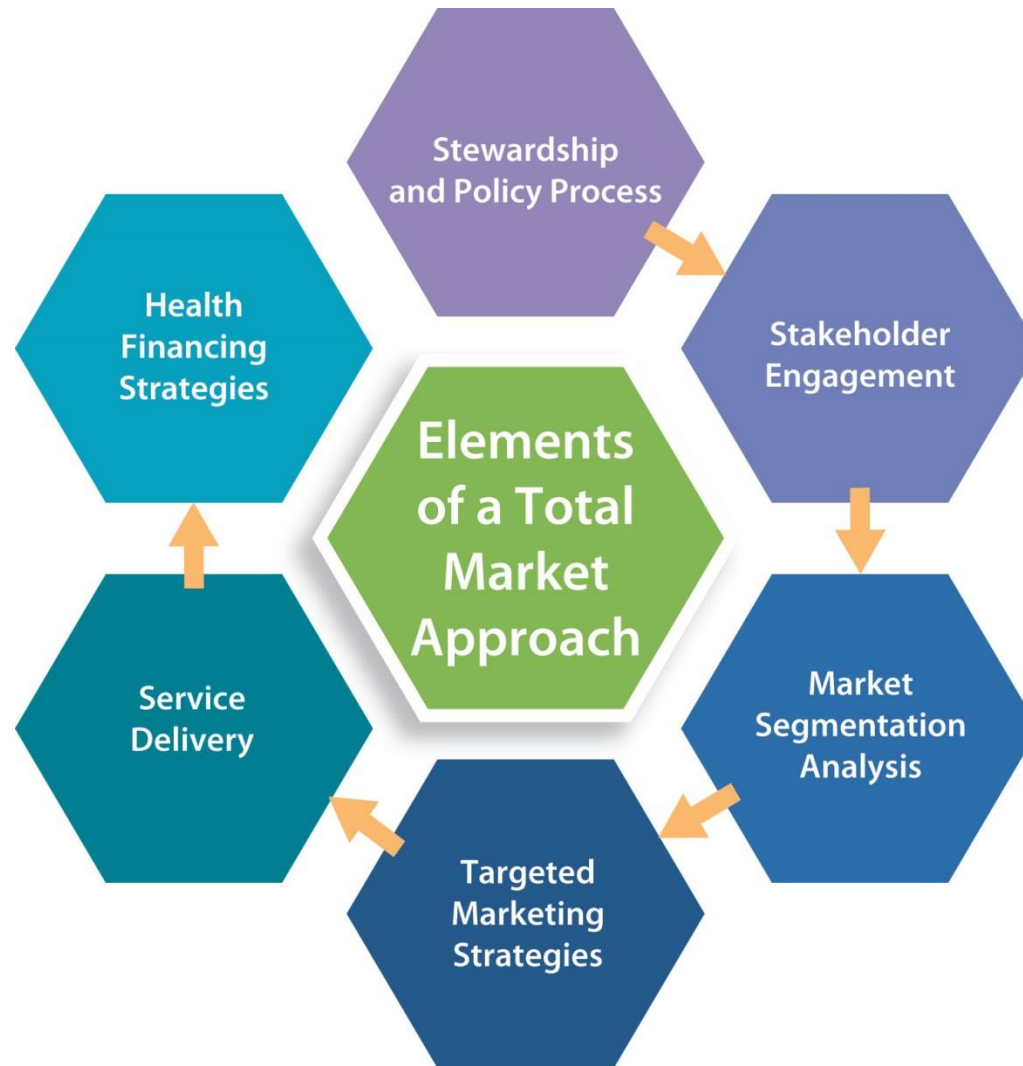 Stewardship
and Policy Process
Stakeholder
Engagement
Market
Segmentation
Analysis
Targeted
Marketing
Strategies
Service
Delivery
Health
Financing
Strategies
Elements
of a Total
Market
Approach